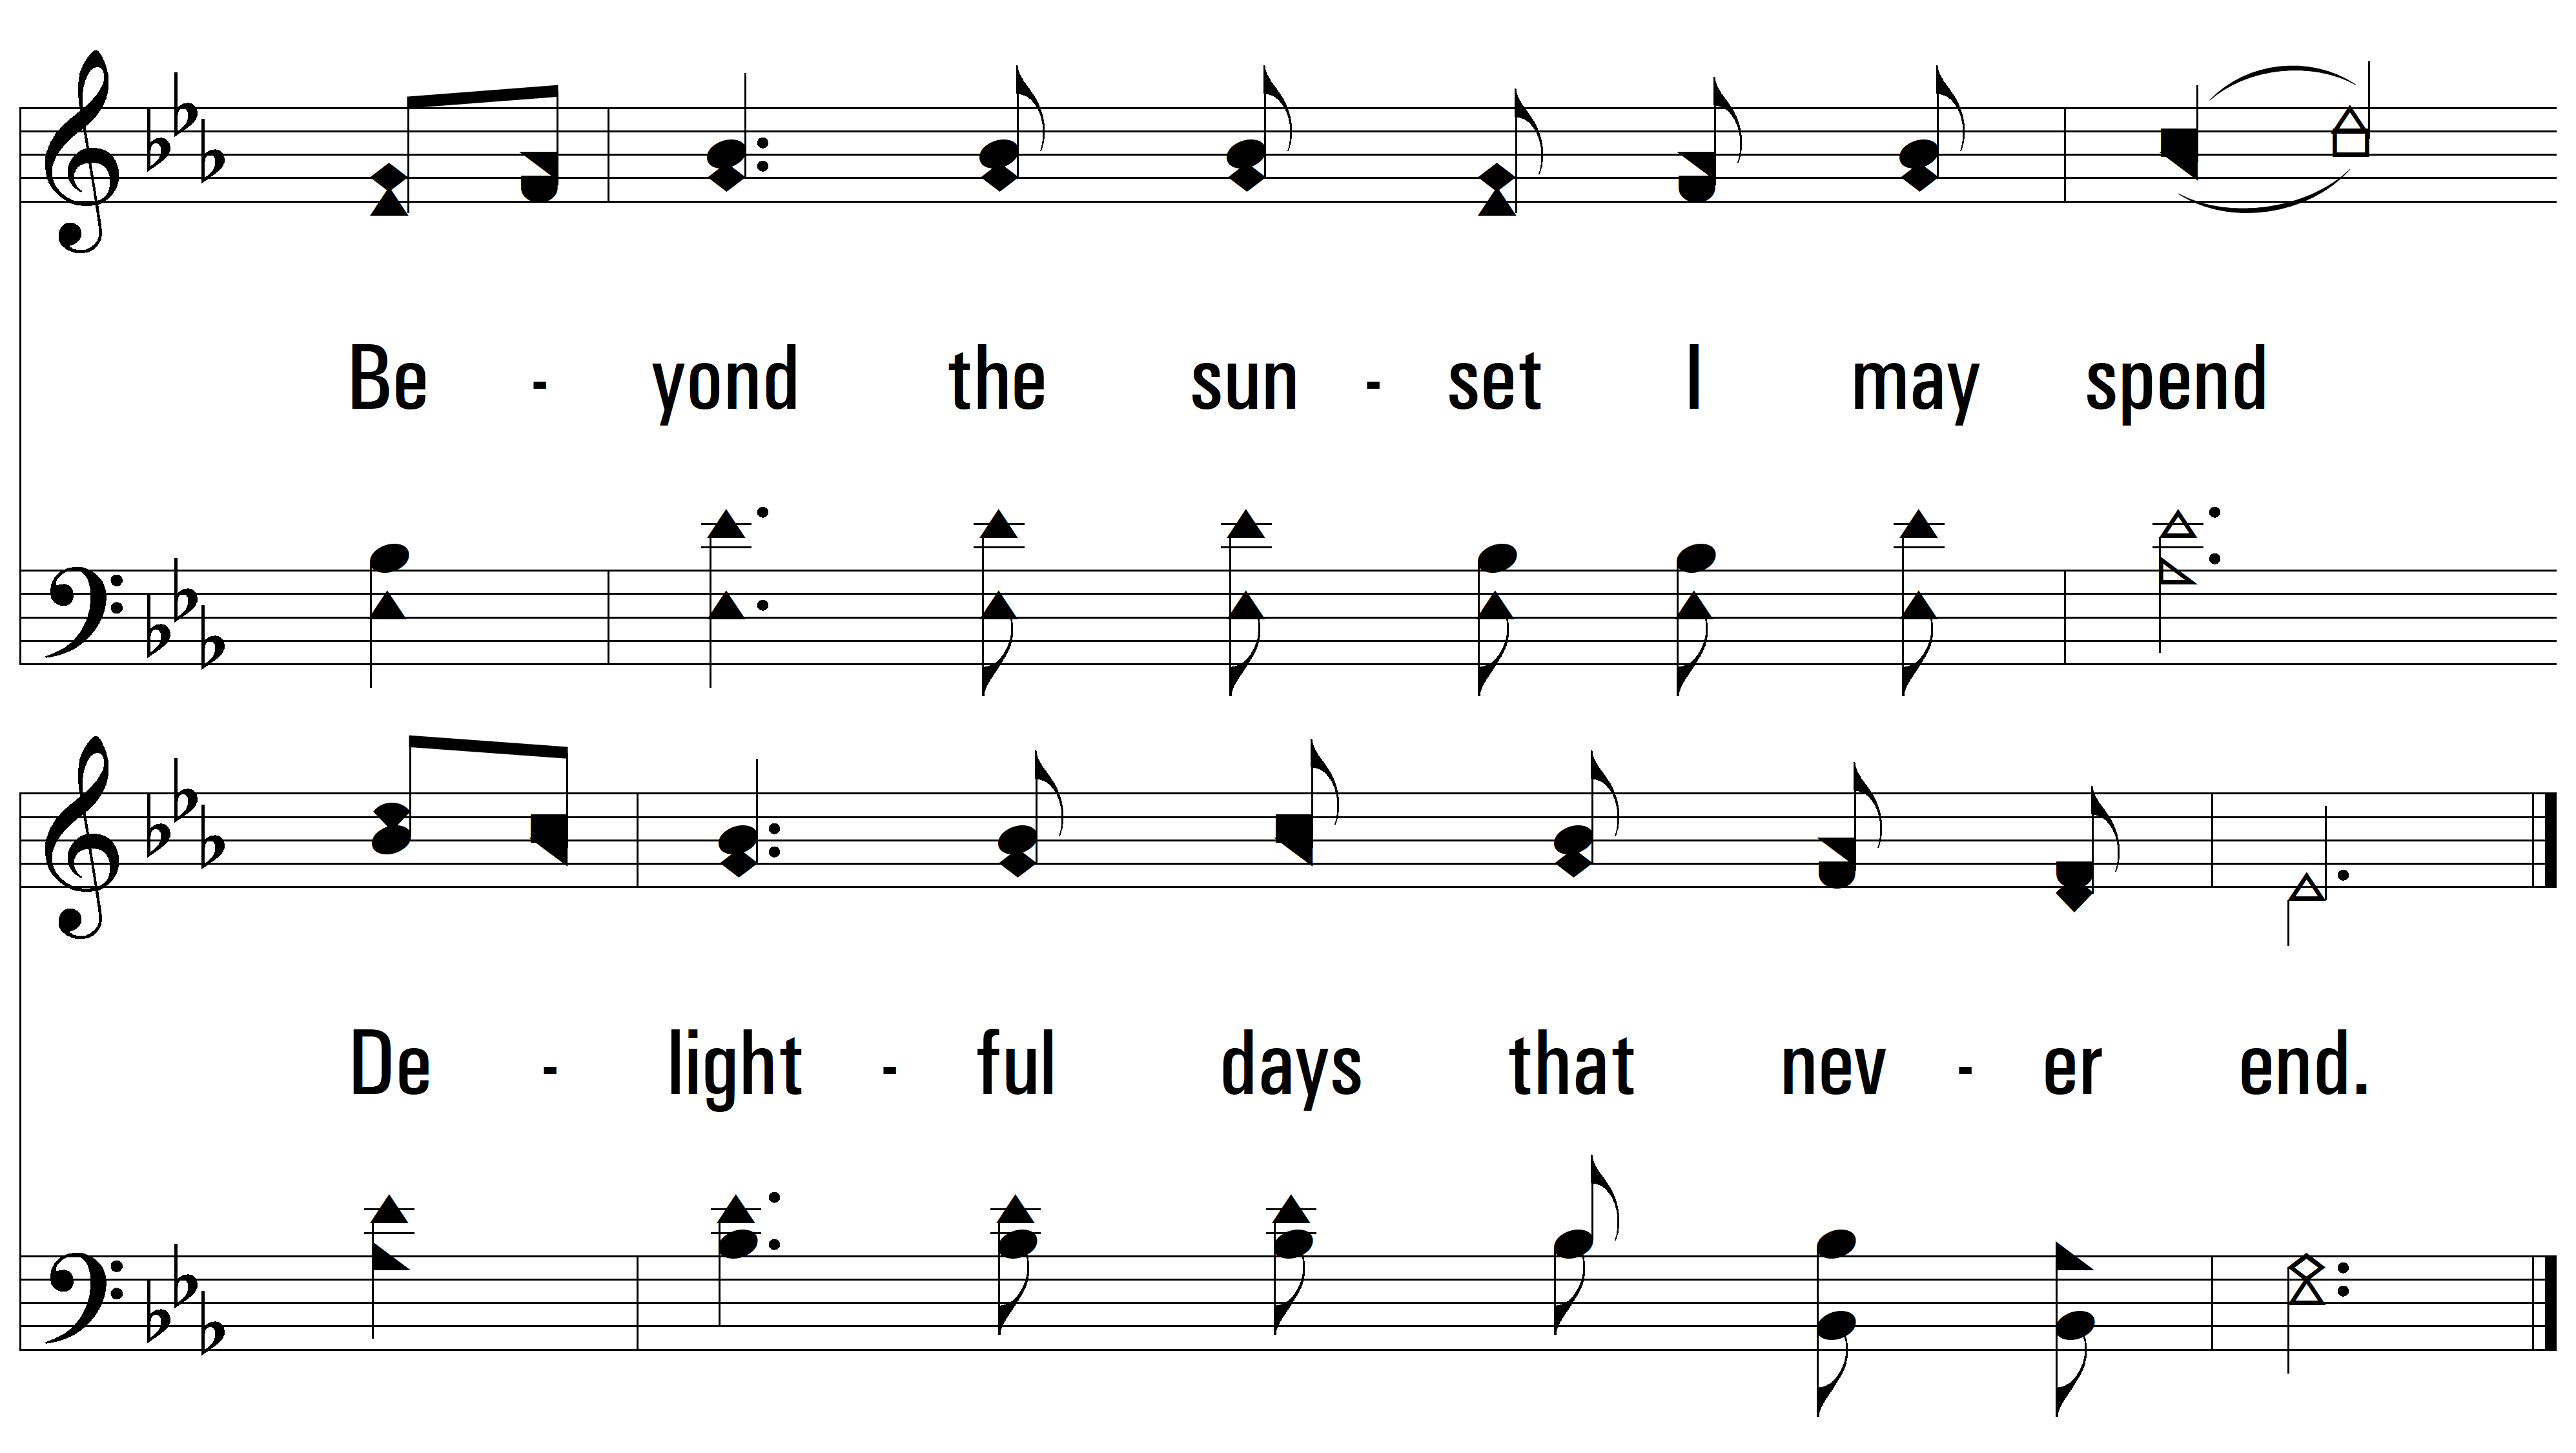 Be - yond the sun - set I may spend
De - light - ful days that nev - er end.